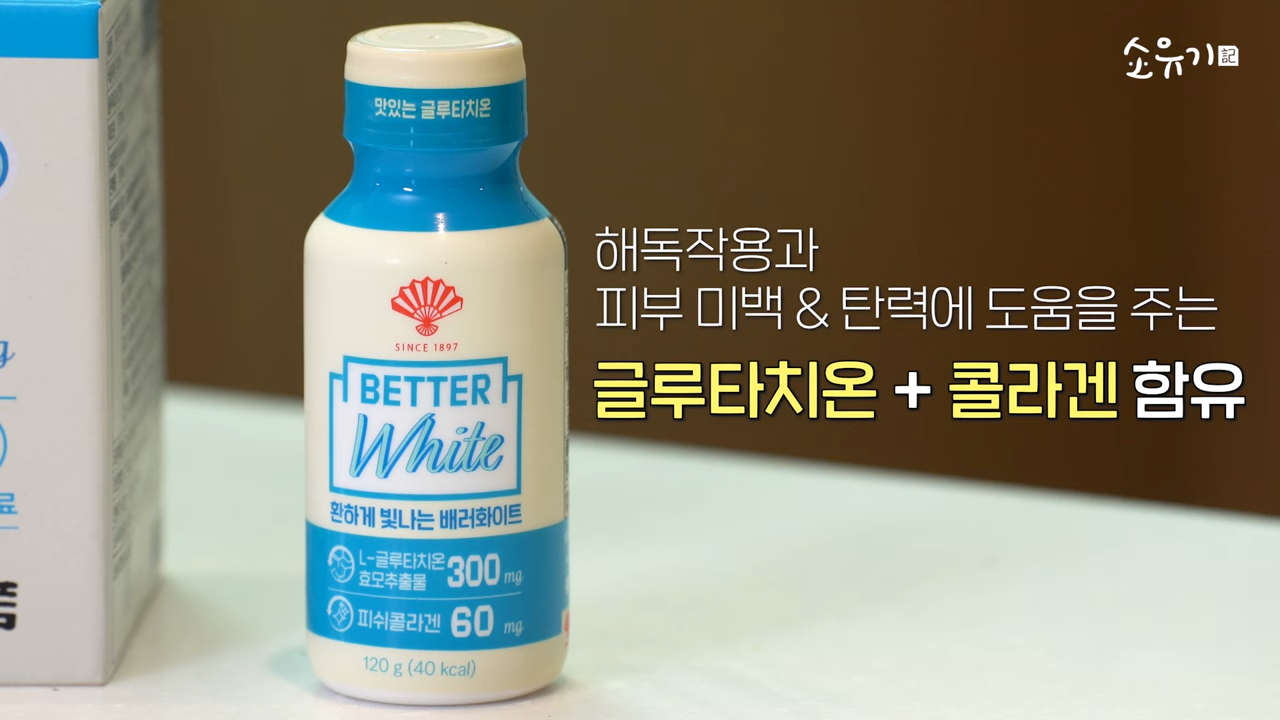 소유기記
맛있는 글루타치온
SINCE 1897
BETTER
White
환하게 빛나는 배러화이트
L-글루타치온
효모추출물 300 mg
피쉬콜라겐 60 mg
120 g (40 kcal)
해독작용과
피부 미백 & 탄력에 도움을 주는
글루타치온 + 콜라겐 함유